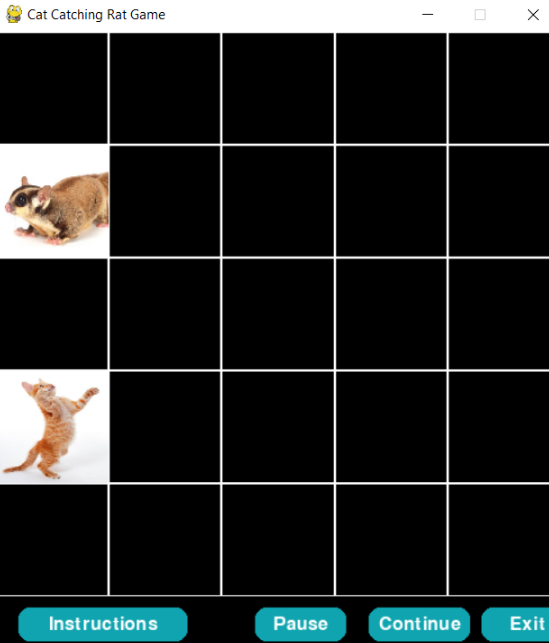 Cat Catching Rat Game
Instructions Pause Continue Exit